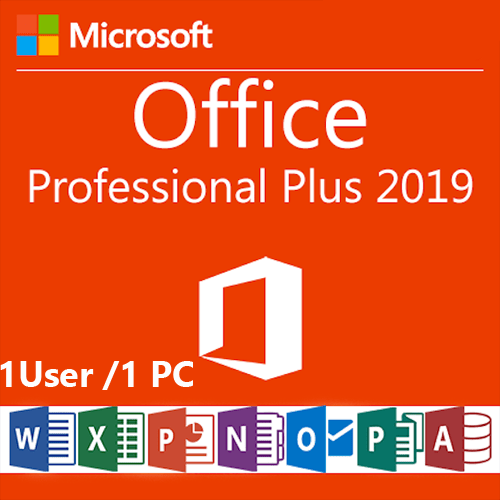 Microsoft
Office
Professional Plus 2019
1User /1 PC
W X P N O P A